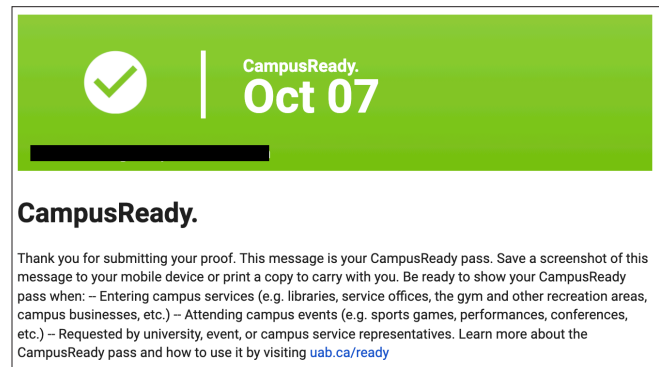 CampusReady.
Oct 07
CampusReady.
Thank you for submitting your proof. This message is your CampusReady pass. Save a screenshot of this
message to your mobile device or print a copy to carry with you. Be ready to show your CampusReady
pass when: -- Entering campus services (e.g. libraries, service offices, the gym and other recreation areas,
campus businesses, etc.) -- Attending campus events (e.g. sports games, performances, conferences,
etc.) -- Requested by university, event, or campus service representatives. Learn more about the
CampusReady pass and how to use it by visiting uab.ca/ready